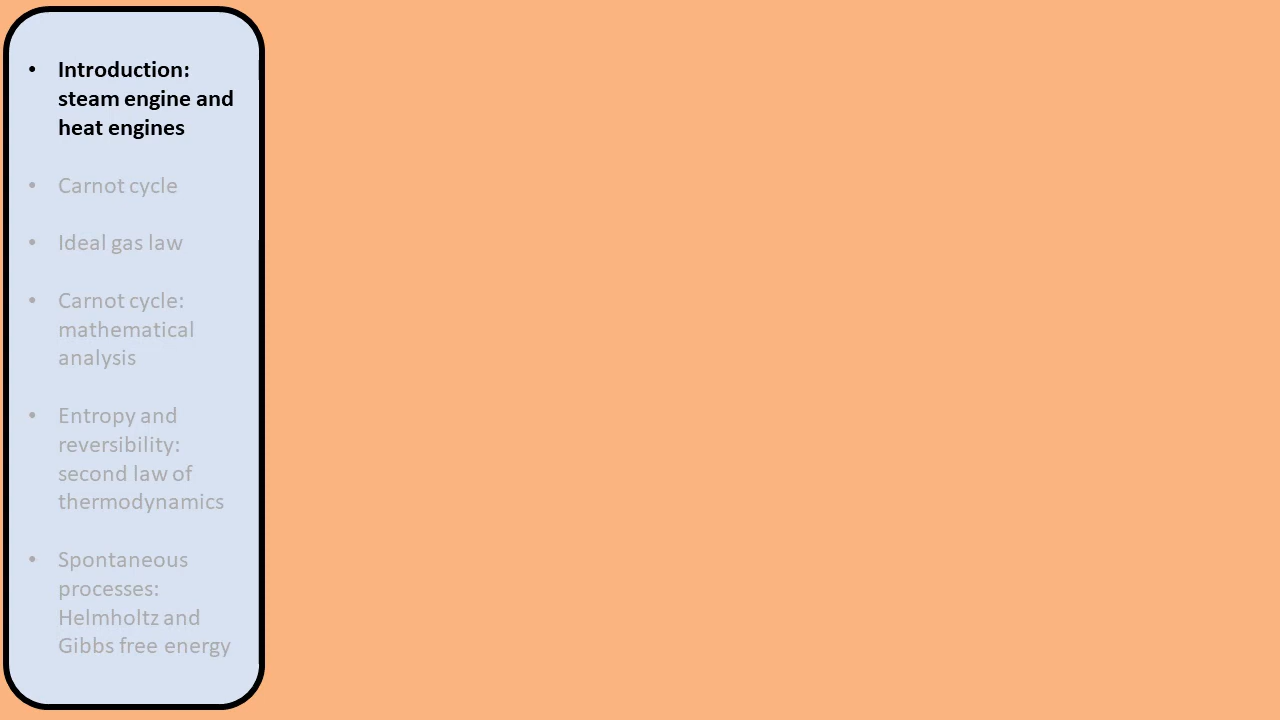 • Introduction:
steam engine and
heat engines
• Carnot cycle
• Ideal gas law
• Carnot cycle:
mathematical
analysis
• Entropy and
reversibility:
second law of
thermodynamics
• Spontaneous
processes:
Helmholtz and
Gibbs free energy